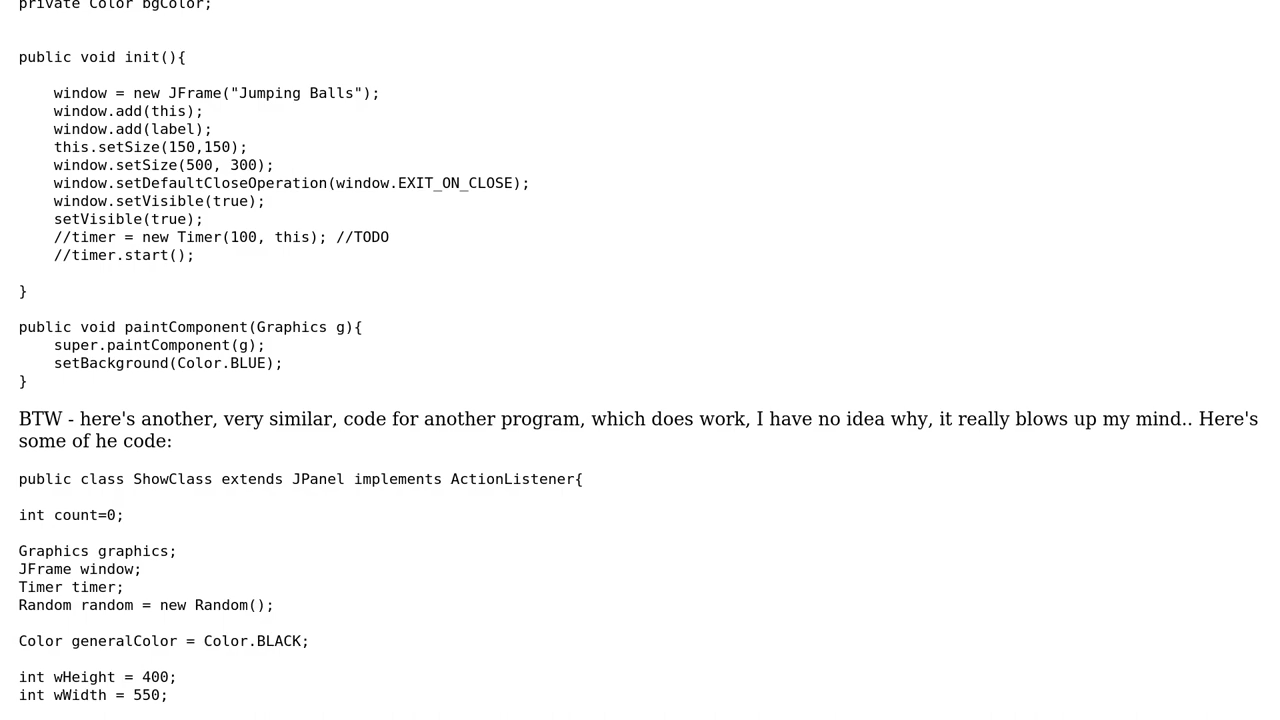 private Color bgColor;
public void init(){
window = new JFrame("Jumping Balls");
window.add(this);
window.add(label);
this.setSize(150,150);
window.setSize(500, 300);
window.setDefaultCloseOperation(window.EXIT_ON_CLOSE);
window.setVisible(true);
setVisible(true);
//timer = new Timer(100, this); //TODO
//timer.start();
}
public void paintComponent(Graphics g){
super.paintComponent(g);
setBackground(Color.BLUE);
}
BTW - here's another, very similar, code for another program, which does work, I have no idea why, it really blows up my mind.. Here's
some of he code:
public class ShowClass extends JPanel implements ActionListener{
int count=0;
Graphics graphics;
JFrame window;
Timer timer;
Random random = new Random();
Color generalColor = Color.BLACK;
int wHeight = 400;
int wWidth = 550;